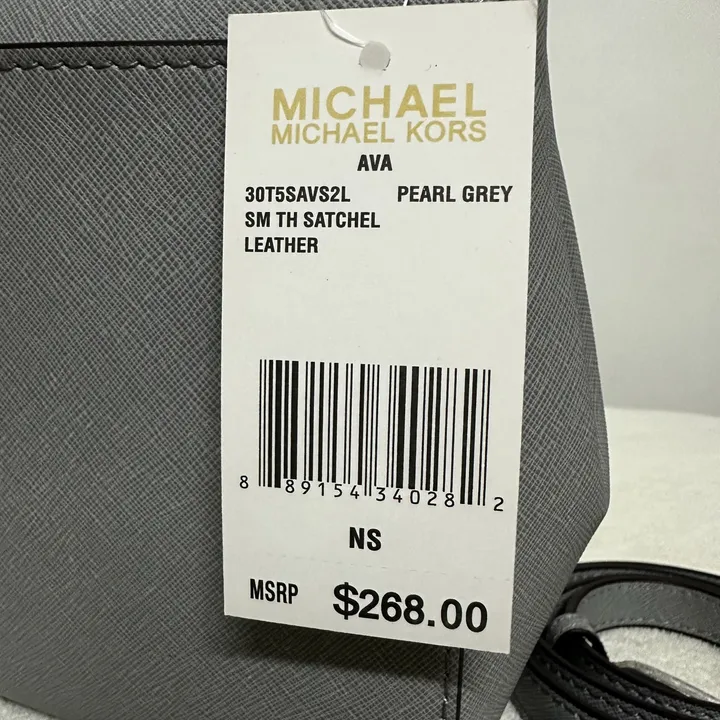 MICHAEL
MICHAEL KORS
AVA
30T5SAVS2L PEARL GREY
SM TH SATCHEL
LEATHER
8 89154 34028 2
NS
MSRP $268.00